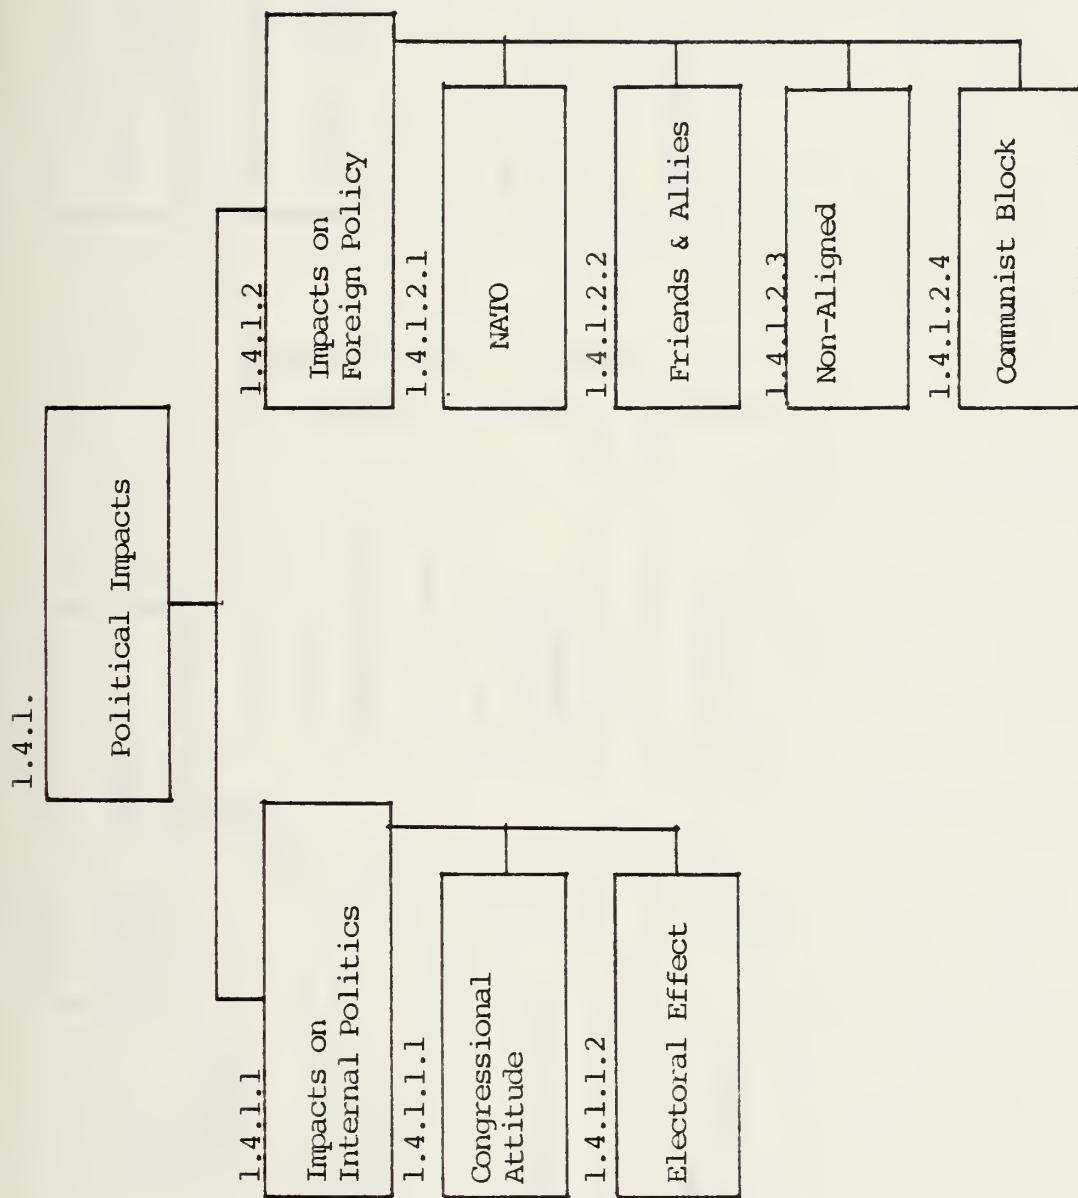 1.4.1.
Political Impacts
1.4.1.1
Impacts on
Internal Politics
1.4.1.1.1
Congressional
Attitude
1.4.1.1.2
Electoral Effect
1.4.1.2
Impacts on
Foreign Policy
1.4.1.2.1
NATO
1.4.1.2.2
Friends & Allies
1.4.1.2.3
Non-Aligned
1.4.1.2.4
Communist Block